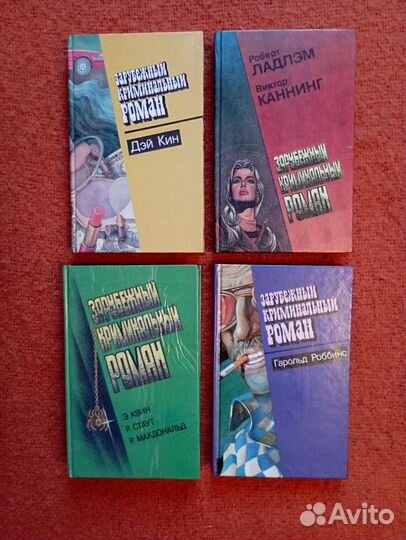 ЗАРУБЕЖНЫЙ
КРИМИНАЛЬНЫЙ
РОМАН
Дэй Кин
Роберт
ЛАДЛЭМ
Виктор
КАННИНГ
ЗАРУБЕЖНЫЙ
КРИМИНАЛЬНЫЙ
РОМАН
ЗАРУБЕЖНЫЙ
КРИМИНАЛЬНЫЙ
РОМАН
Э. КВИН
Р. СТАУТ
Р. МАКДОНАЛЬД
ЗАРУБЕЖНЫЙ
КРИМИНАЛЬНЫЙ
РОМАН
Гарольд Роббинс
Avito